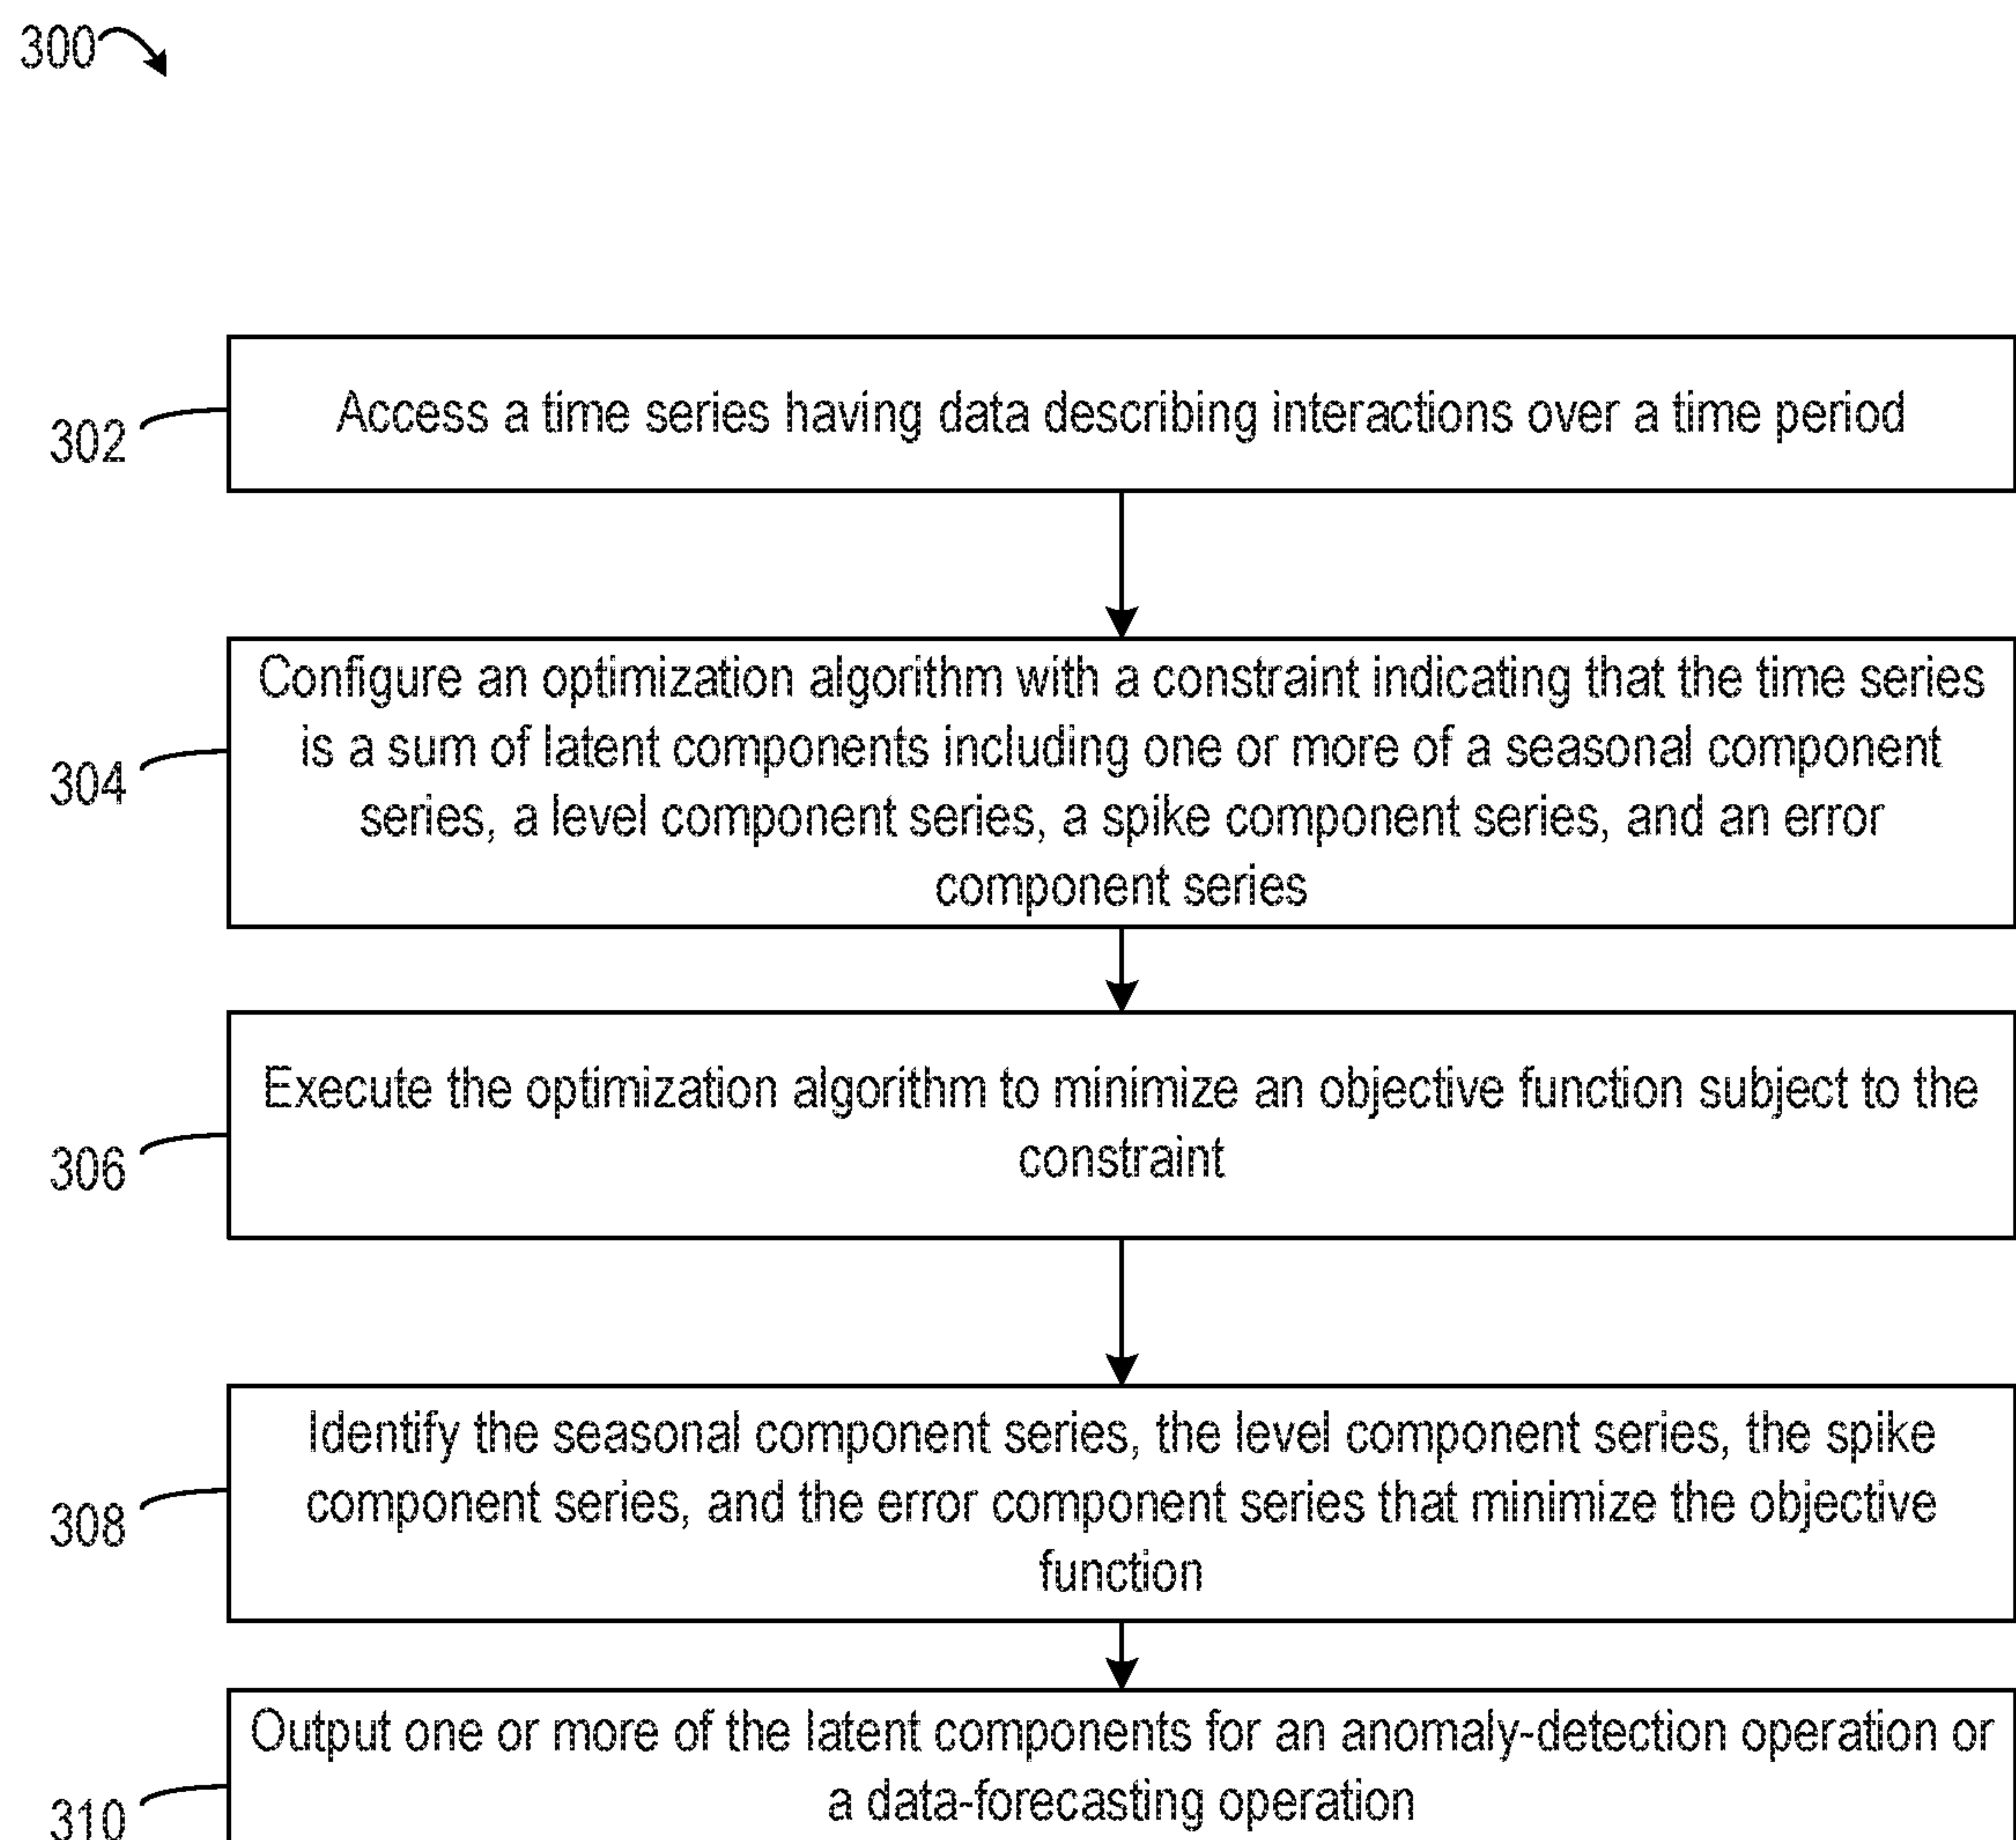 300
302
Access a time series having data describing interactions over a time period
304
Configure an optimization algorithm with a constraint indicating that the time series
is a sum of latent components including one or more of a seasonal component
series, a level component series, a spike component series, and an error
component series
306
Execute the optimization algorithm to minimize an objective function subject to the
constraint
308
Identify the seasonal component series, the level component series, the spike
component series, and the error component series that minimize the objective
function
310
Output one or more of the latent components for an anomaly-detection operation or
a data-forecasting operation